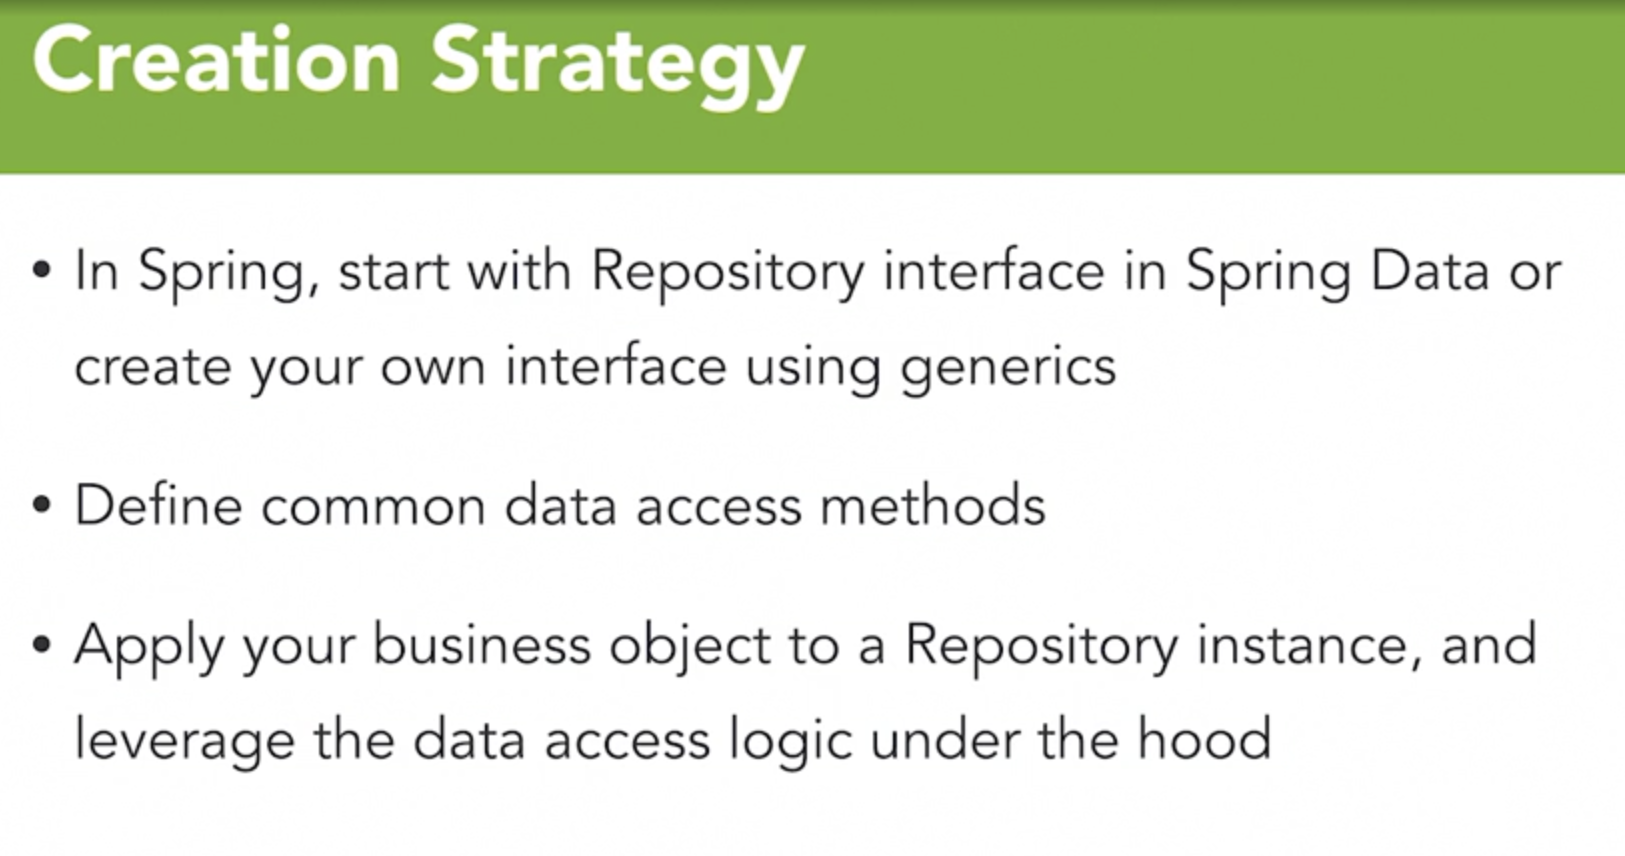 Creation Strategy
• In Spring, start with Repository interface in Spring Data or
create your own interface using generics
• Define common data access methods
• Apply your business object to a Repository instance, and
leverage the data access logic under the hood